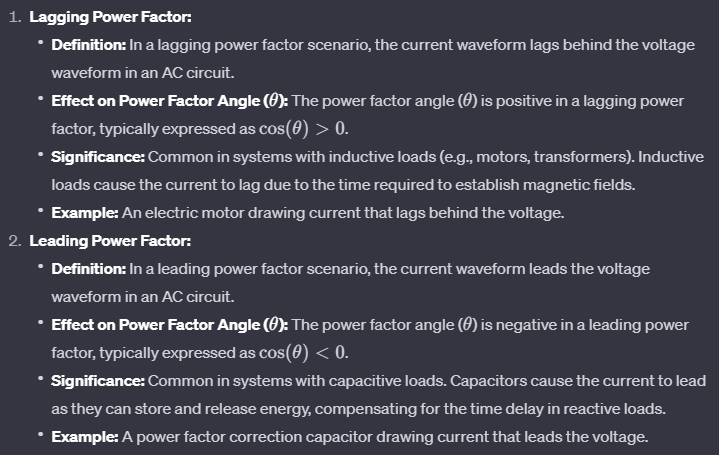 1. Lagging Power Factor:
• Definition: In a lagging power factor scenario, the current waveform lags behind the voltage
waveform in an AC circuit.
• Effect on Power Factor Angle (θ): The power factor angle (θ) is positive in a lagging power
factor, typically expressed as cos(θ) > 0.
• Significance: Common in systems with inductive loads (e.g., motors, transformers). Inductive
loads cause the current to lag due to the time required to establish magnetic fields.
• Example: An electric motor drawing current that lags behind the voltage.
2. Leading Power Factor:
• Definition: In a leading power factor scenario, the current waveform leads the voltage
waveform in an AC circuit.
• Effect on Power Factor Angle (θ): The power factor angle (θ) is negative in a leading power
factor, typically expressed as cos(θ) < 0.
• Significance: Common in systems with capacitive loads. Capacitors cause the current to lead
as they can store and release energy, compensating for the time delay in reactive loads.
• Example: A power factor correction capacitor drawing current that leads the voltage.